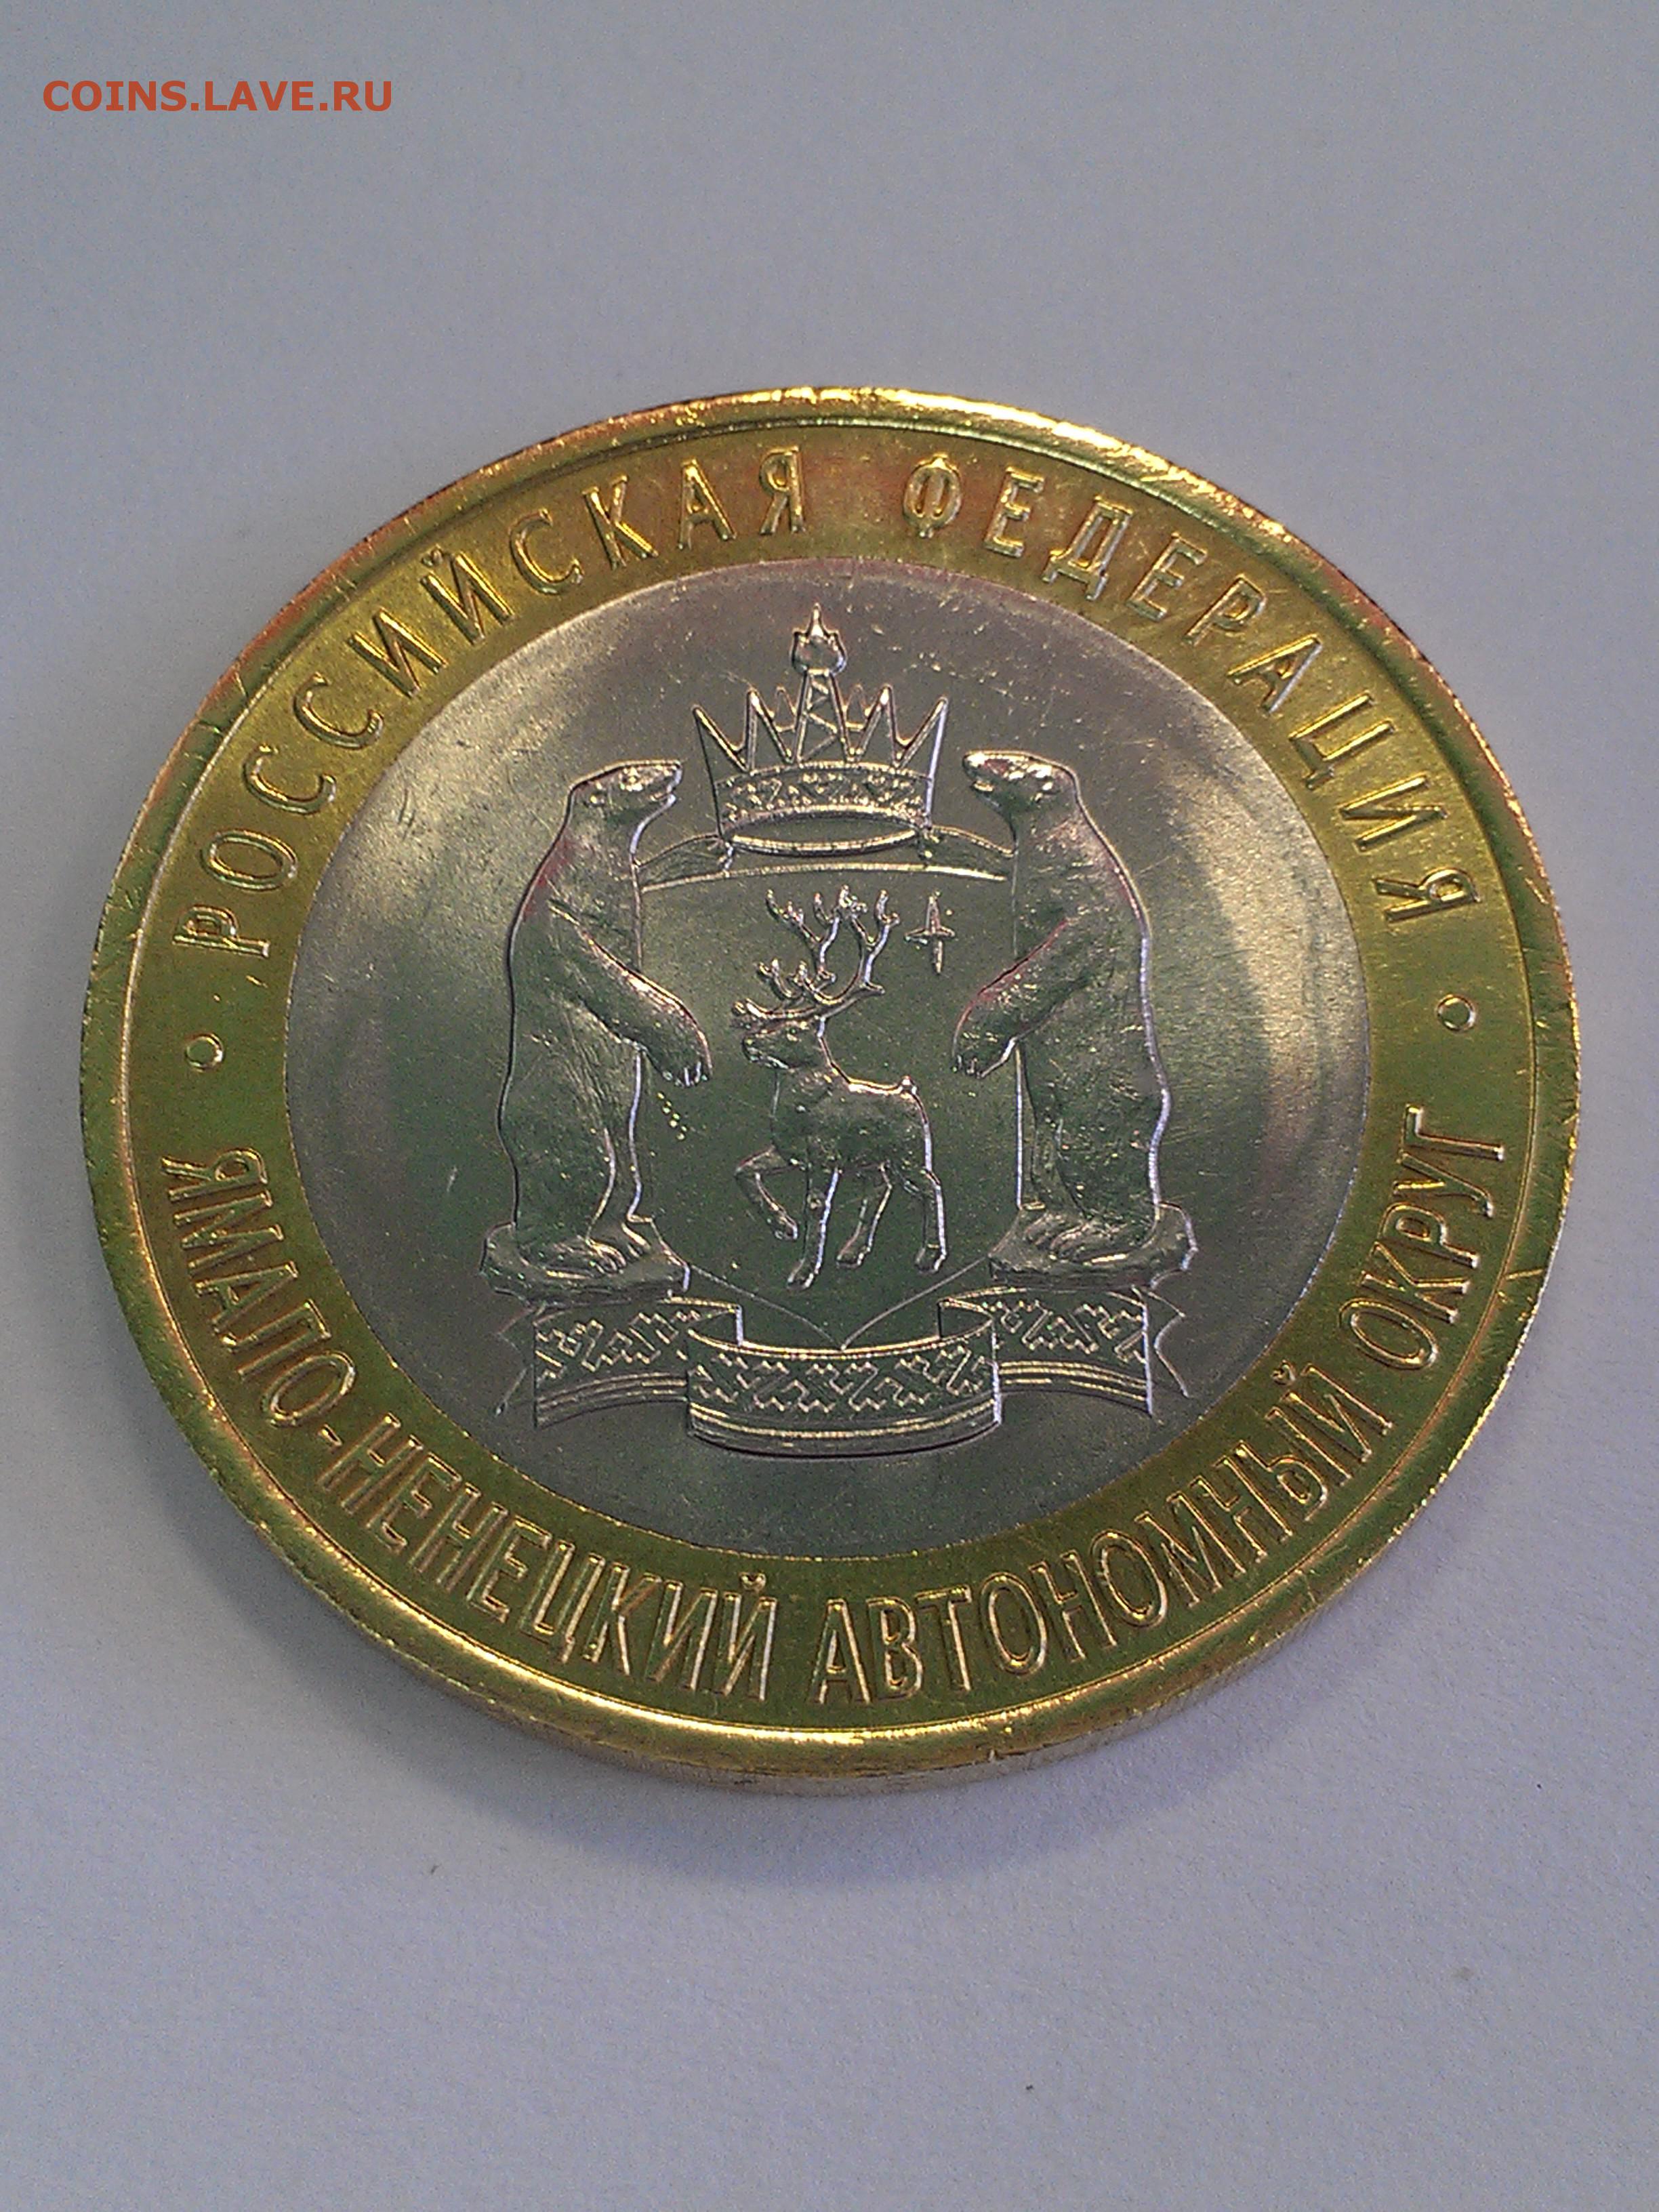 COINS.LAVE.RU
РОССИЙСКАЯ ФЕДЕРАЦИЯ
ЯМАЛО-НЕНЕЦКИЙ АВТОНОМНЫЙ ОКРУГ